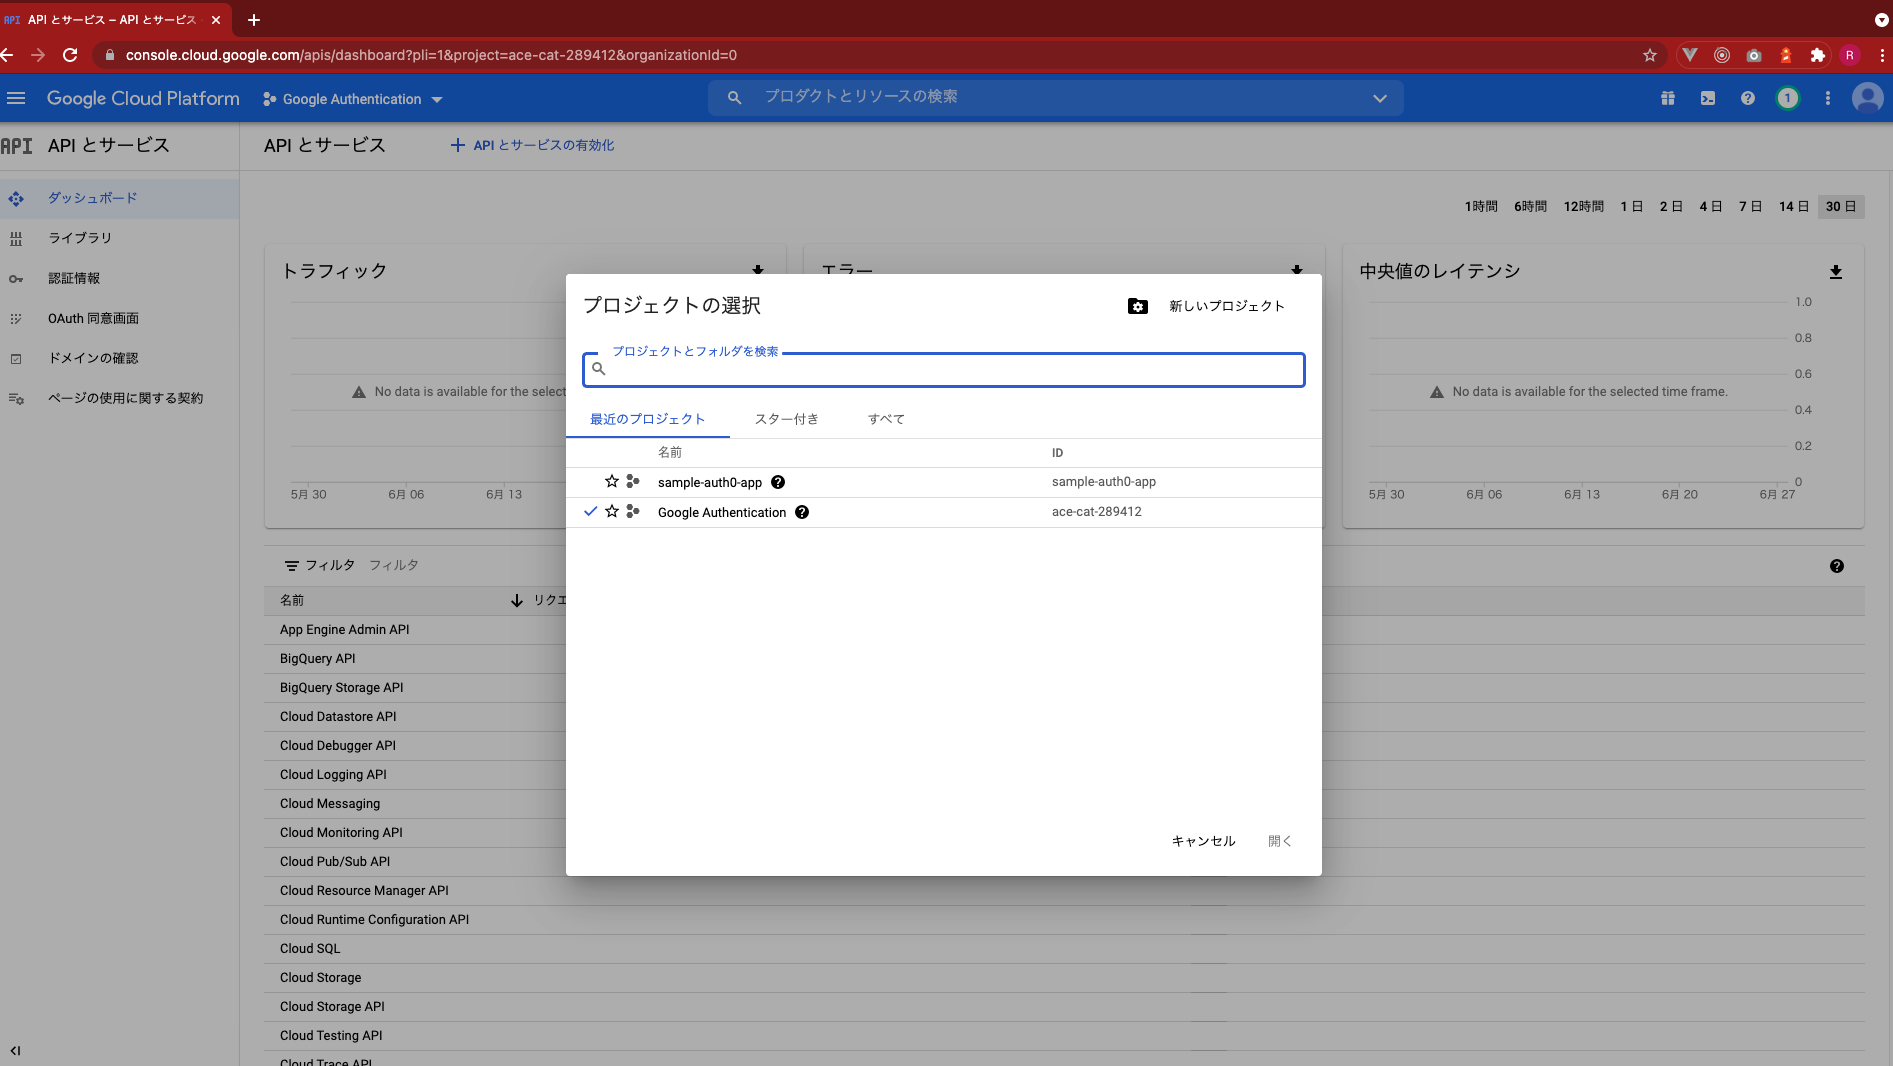 API API とサービス – API とサービス
console.cloud.google.com/apis/dashboard?pli=1&project=ace-cat-289412&organizationId=0
R
Google Cloud Platform
Google Authentication
プロダクトとリソースの検索
1
API API とサービス
API とサービス
API とサービスの有効化
ダッシュボード
ライブラリ
認証情報
OAuth 同意画面
ドメインの確認
ページの使用に関する契約
1時間 6時間 12時間 1 日 2 日 4 日 7 日 14 日 30 日
トラフィック
No data is available for the select
5月 30 6月 06 6月 13
エラー
中央値のレイテンシ
1.0
0.8
0.6
No data is available for the selected time frame.
0.4
0.2
0
5月 30 6月 06 6月 13 6月 20 6月 27
プロジェクトの選択
新しいプロジェクト
プロジェクトとフォルダを検索
最近のプロジェクト スター付き すべて
名前 ID
sample-auth0-app sample-auth0-app
Google Authentication ace-cat-289412
キャンセル 開く
フィルタ フィルタ
名前 リクエ
App Engine Admin API
BigQuery API
BigQuery Storage API
Cloud Datastore API
Cloud Debugger API
Cloud Logging API
Cloud Messaging
Cloud Monitoring API
Cloud Pub/Sub API
Cloud Resource Manager API
Cloud Runtime Configuration API
Cloud SQL
Cloud Storage
Cloud Storage API
Cloud Testing API
Cloud Trace API